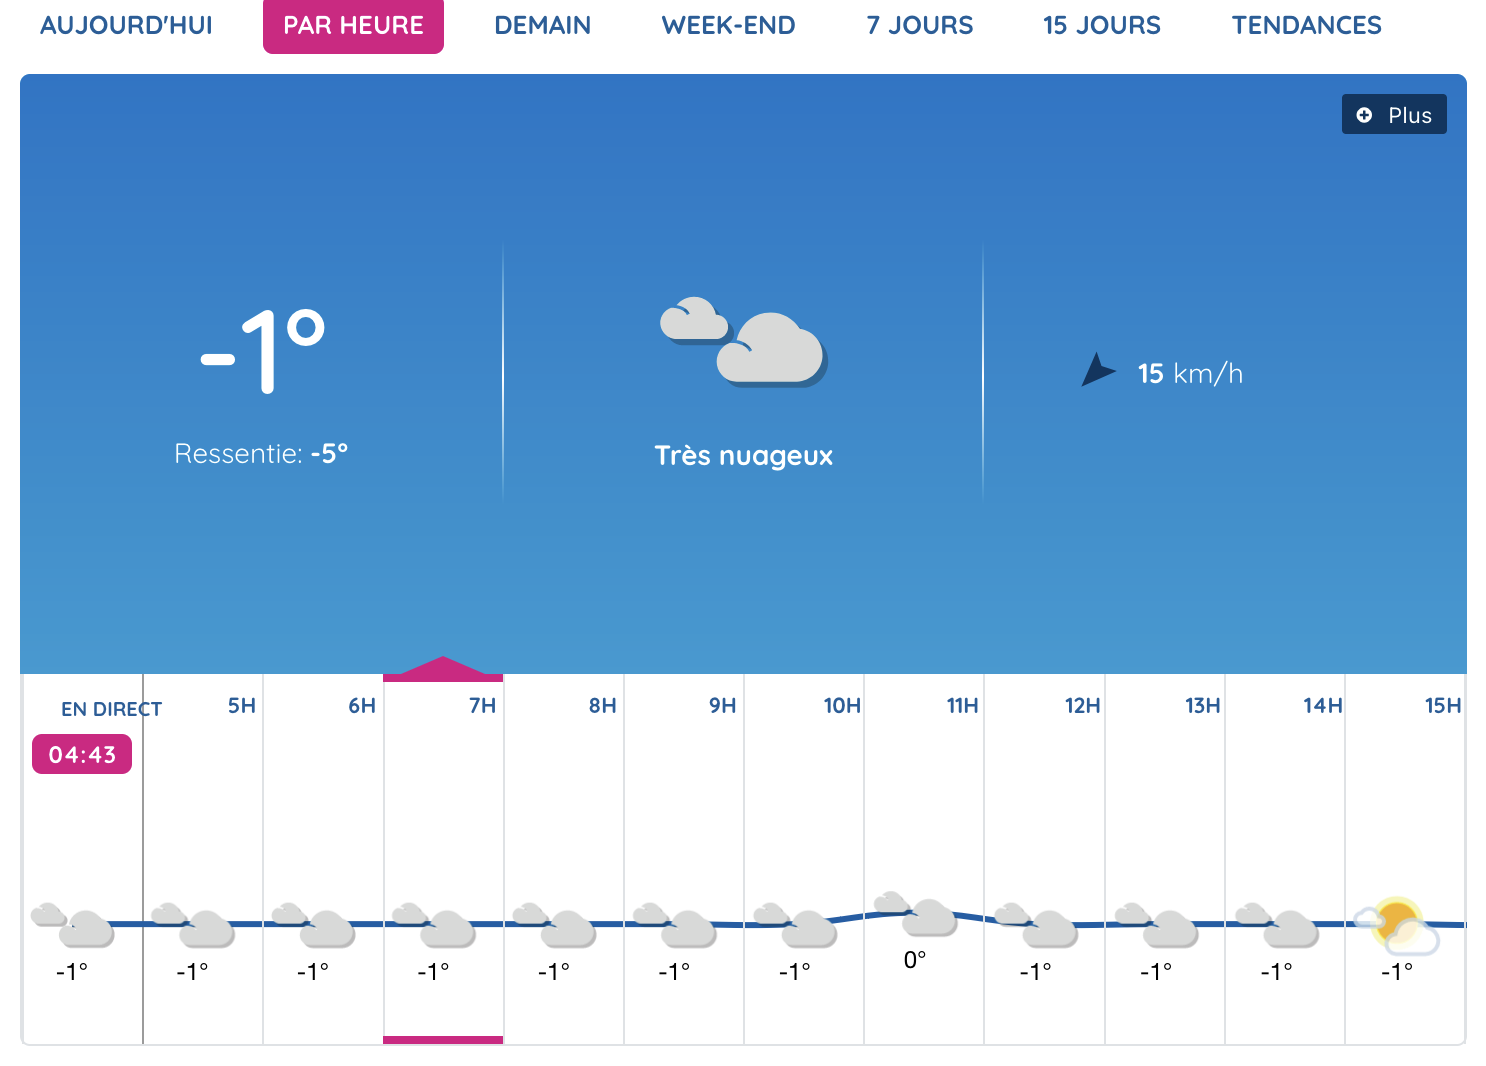 AUJOURD'HUI PAR HEURE DEMAIN WEEK-END 7 JOURS 15 JOURS TENDANCES
Plus
-1°
Ressentie: -5°
Très nuageux
15 km/h
EN DIRECT 5H 6H 7H 8H 9H 10H 11H 12H 13H 14H 15H
04:43
-1° -1° -1° -1° -1° -1° -1° 0° -1° -1° -1° -1°